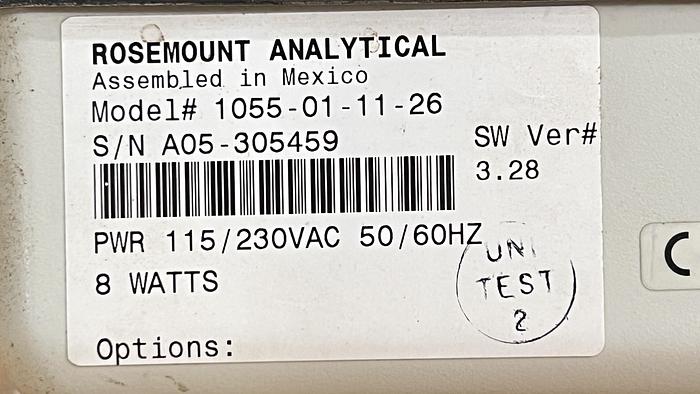 ROSEMOUNT ANALYTICAL
Assembled in Mexico
Model# 1055-01-11-26
S/N A05-305459
SW Ver#
3.28
PWR 115/230VAC 50/60HZ
8 WATTS
UNI
TEST
2
Options:
C